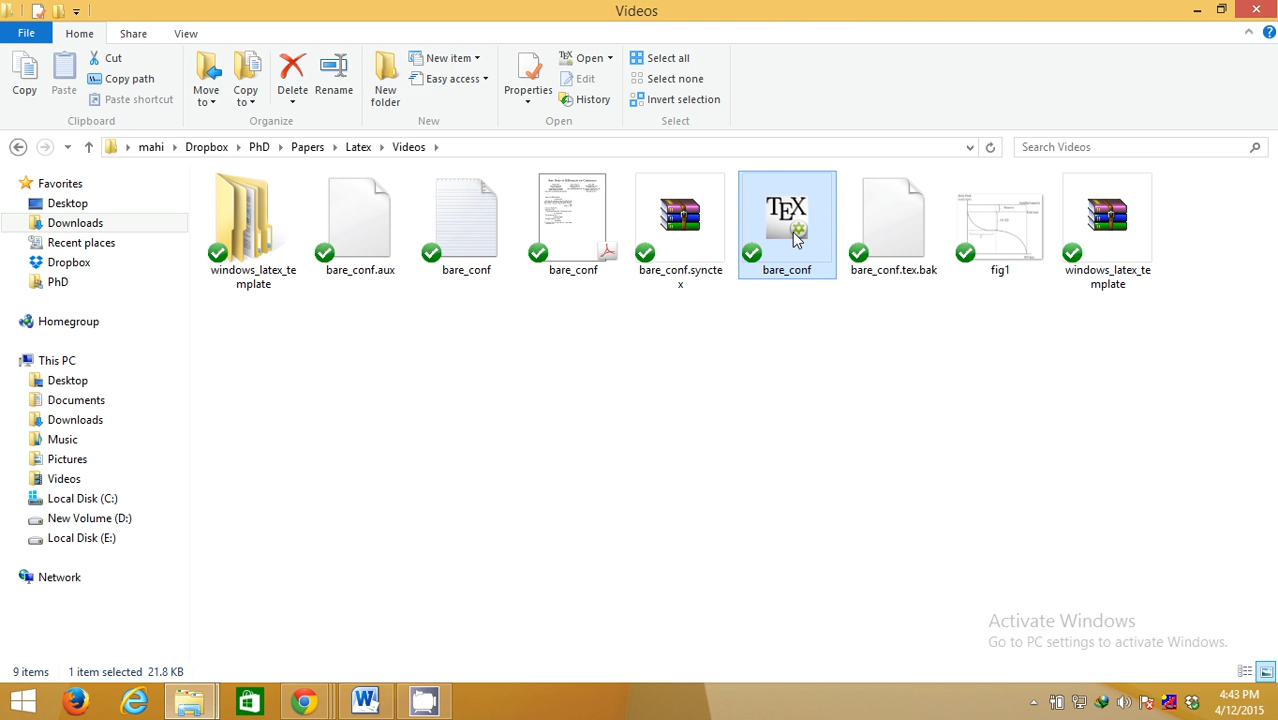 Videos
File Home Share View
Copy
Paste
Cut
Copy path
Paste shortcut
Clipboard
Move to
Copy to
Delete
Rename
Organize
New folder
New item
Easy access
New
Properties
Open
Edit
History
Open
Select all
Select none
Invert selection
Select
mahi Dropbox PhD Papers Latex Videos
Search Videos
Favorites
Desktop
Downloads
Recent places
Dropbox
PhD
Homegroup
This PC
Desktop
Documents
Downloads
Music
Pictures
Videos
Local Disk (C:)
New Volume (D:)
Local Disk (E:)
Network
windows_latex_te
mplate
bare_conf.aux
bare_conf
bare_conf
bare_conf.syncte
x
TEX
bare_conf
bare_conf.tex.bak
fig1
windows_latex_te
mplate
Activate Windows
Go to PC settings to activate Windows.
9 items 1 item selected 21.8 KB
4:43 PM
4/12/2015